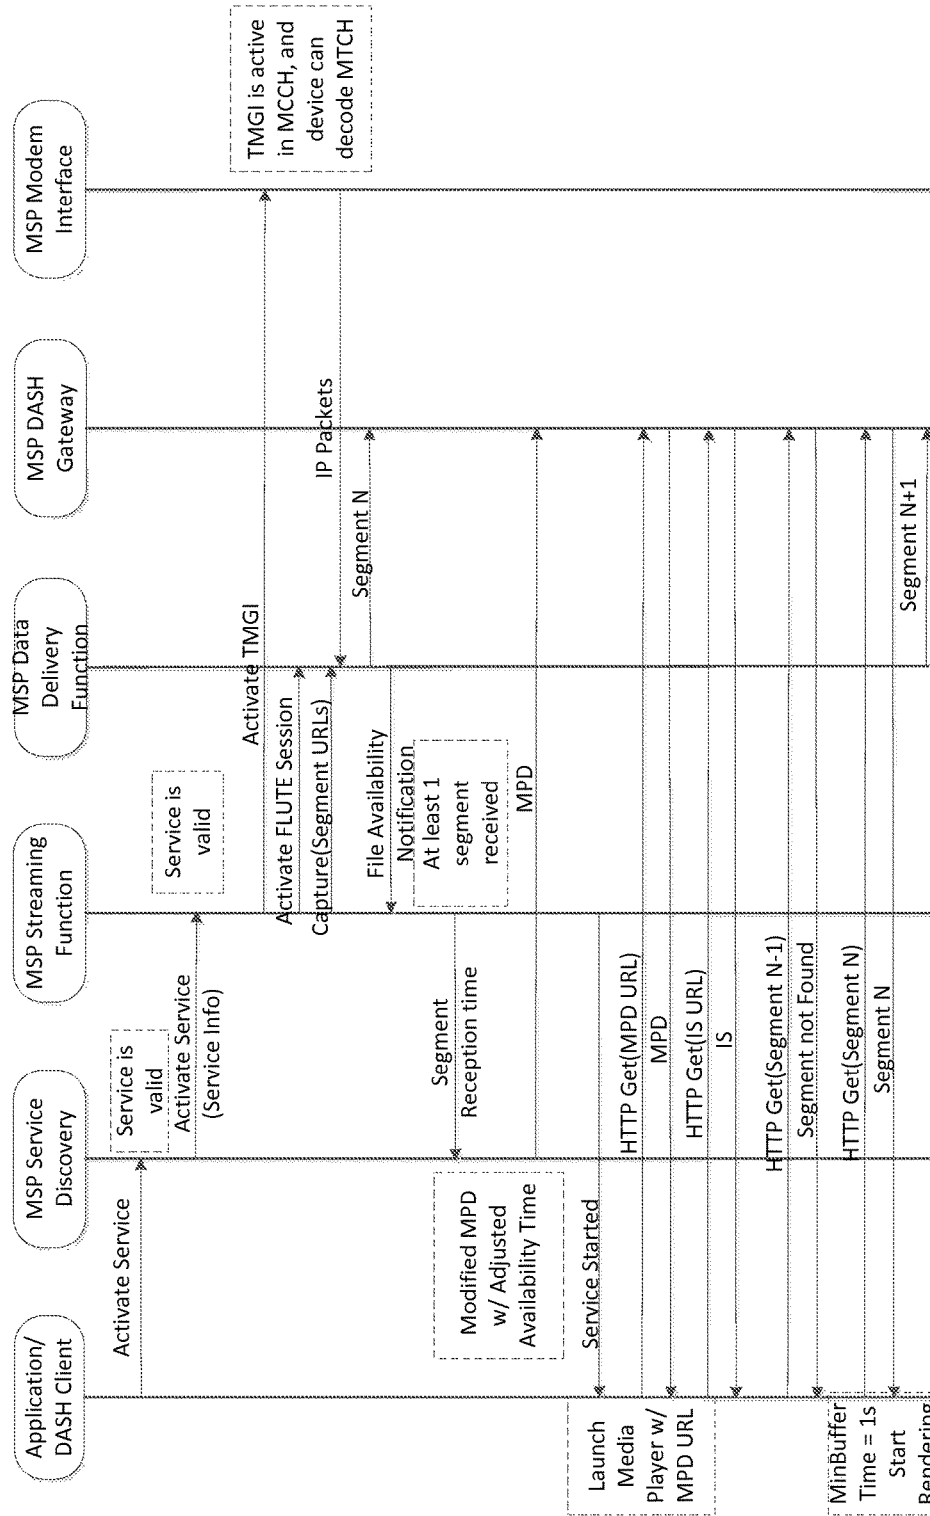 Application/
DASH Client
MSP Service
Discovery
MSP Streaming
Function
MSP Data
Delivery
Function
MSP DASH
Gateway
MSP Modem
Interface
Activate Service
Service is
valid
Activate Service
(Service Info)
Service is
valid
Activate TMGI
TMGI is active
in MCCH, and
device can
decode MTCH
Activate FLUTE Session
Capture(Segment URLs)
IP Packets
Segment N
File Availability
Notification
At least 1
segment
received
Segment
Reception time
Modified MPD
w/ Adjusted
Availability Time
MPD
Service Started
Launch
Media
Player w/
MPD URL
HTTP Get(MPD URL)
MPD
HTTP Get(IS URL)
IS
HTTP Get(Segment N-1)
Segment not Found
HTTP Get(Segment N)
Segment N
MinBuffer
Time = 1s
Start
Rendering
Segment N+1